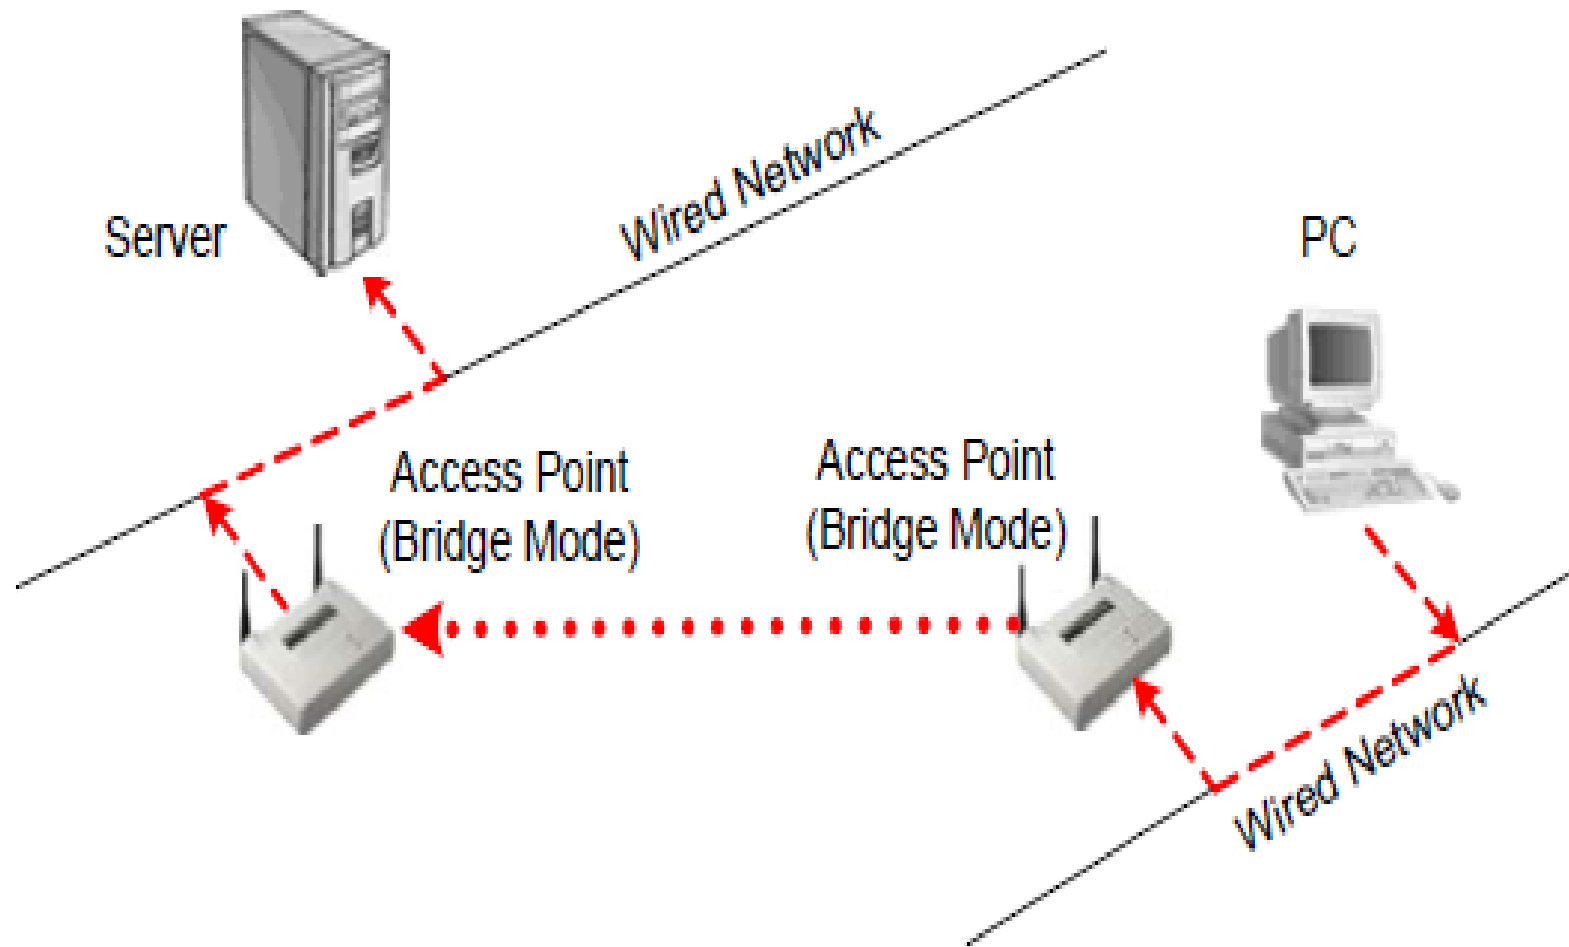 Wired Network
Server
PC
Access Point
(Bridge Mode)
Access Point
(Bridge Mode)
Wired Network